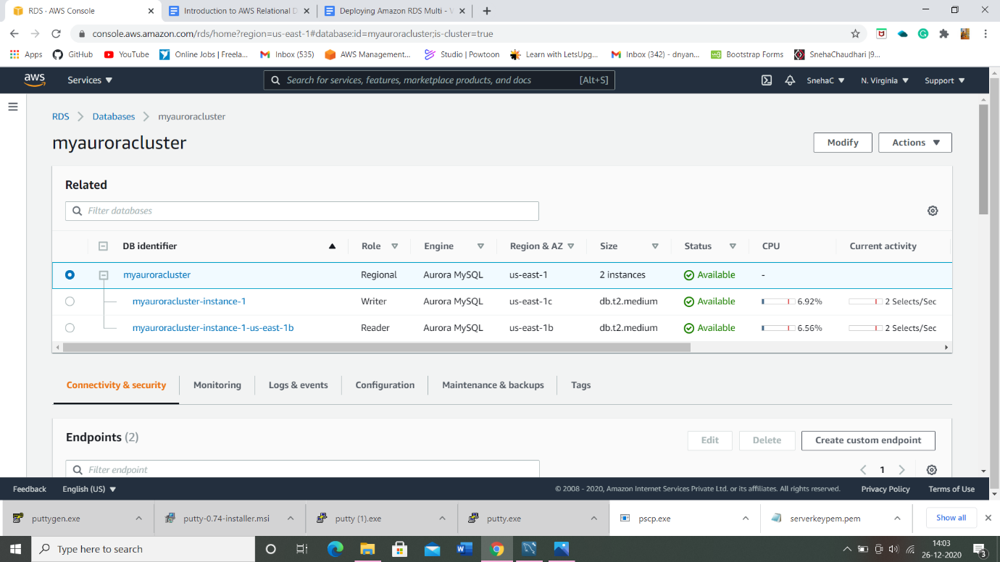 RDS · AWS Console
Introduction to AWS Relational D
Deploying Amazon RDS Multi - V
console.aws.amazon.com/rds/home?region=us-east-1#database:id=myauroracluster;is-cluster=true
Apps GitHub YouTube Online Jobs | Freela... Inbox (535) AWS Management... Studio | Powtoon Learn with LetsUpg... Inbox (342) - dnyan... Bootstrap Forms SnehaChaudhari |9...
aws Services Search for services, features, marketplace products, and docs [Alt+S] SnehaC N. Virginia Support
RDS Databases myauroracluster
myauroracluster
Modify Actions
Related
Filter databases
DB identifier Role Engine Region & AZ Size Status CPU Current activity
myauroracluster Regional Aurora MySQL us-east-1 2 instances Available -
myauroracluster-instance-1 Writer Aurora MySQL us-east-1c db.t2.medium Available 6.92% 2 Selects/Sec
myauroracluster-instance-1-us-east-1b Reader Aurora MySQL us-east-1b db.t2.medium Available 6.56% 2 Selects/Sec
Connectivity & security Monitoring Logs & events Configuration Maintenance & backups Tags
Endpoints (2)
Edit Delete Create custom endpoint
Filter endpoint 1
Feedback English (US) © 2008 - 2020, Amazon Internet Services Private Ltd. or its affiliates. All rights reserved. Privacy Policy Terms of Use
puttygen.exe putty-0.74-installer.msi putty (1).exe putty.exe pscp.exe serverkeypem.pem Show all
Type here to search
14:03
26-12-2020
3